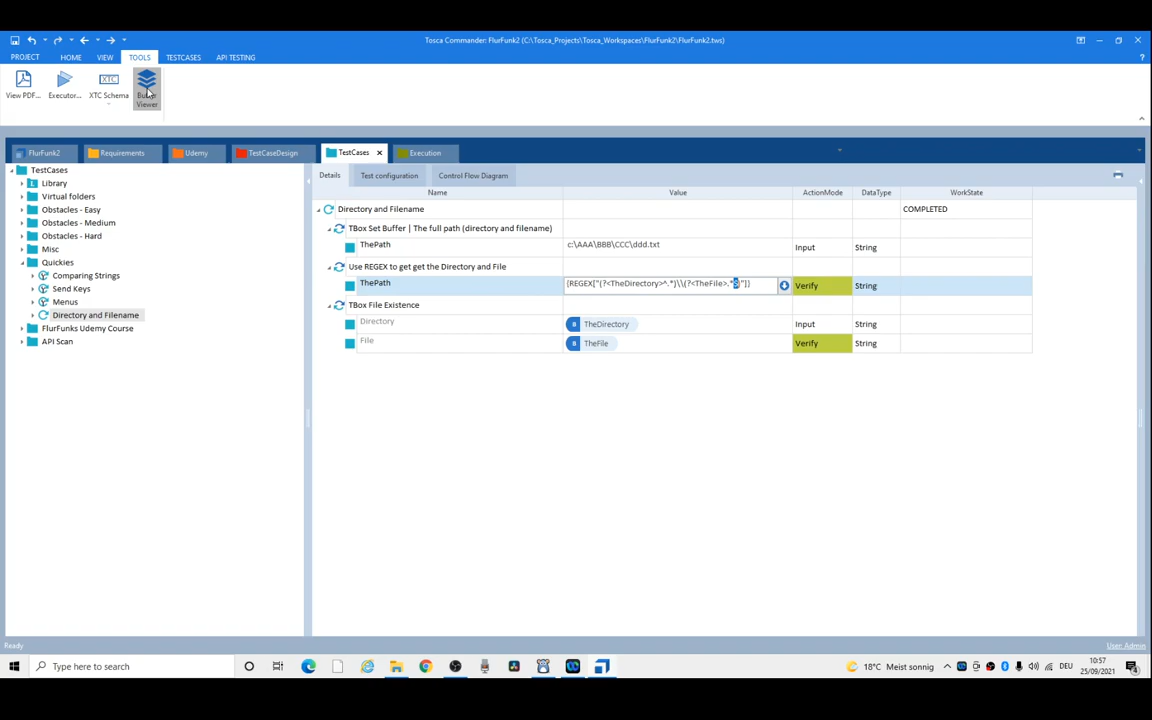 Tosca Commander: FlurFunk2 (C:\Tosca_Projects\Tosca_Workspaces\FlurFunk2\FlurFunk2.tws)
PROJECT HOME VIEW TOOLS TESTCASES API TESTING
View PDF... Executor... XTC Schema Viewer
XTC
FlurFunk2 Requirements Udemy TestCaseDesign TestCases Execution
TestCases
Library
Virtual folders
Obstacles - Easy
Obstacles - Medium
Obstacles - Hard
Misc
Quickies
Comparing Strings
Send Keys
Menus
Directory and Filename
FlurFunks Udemy Course
API Scan
Details Test configuration Control Flow Diagram
Name Value ActionMode DataType WorkState
Directory and Filename COMPLETED
TBox Set Buffer | The full path (directory and filename)
ThePath c:\AAA\BBB\CCC\ddd.txt Input String
Use REGEX to get get the Directory and File
ThePath {REGEX["(?<TheDirectory>^.*)\\(?<TheFile>.* "]} Verify String
TBox File Existence
Directory B TheDirectory Input String
File B TheFile Verify String
Ready User: Admin
Type here to search 18°C Meist sonnig DEU 10:57
25/09/2021
4